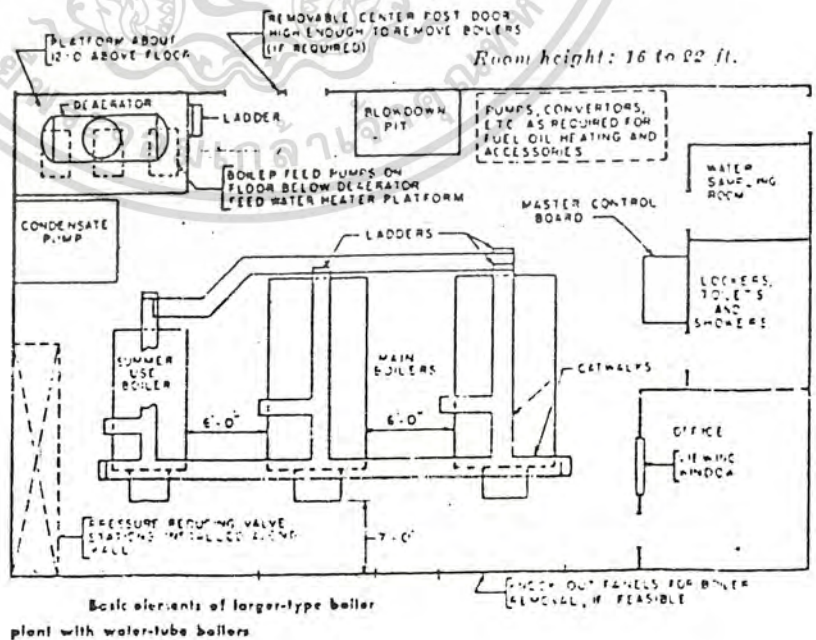 REMOVABLE CENTER POST DOOR
HIGH ENOUGH TO REMOVE BOILERS
(IF REQUIRED)
PLATFORM ABOUT
12'-0 ABOVE FLOOR
Room height: 16 to 22 ft.
DEAERATOR
LADDER
BLOWDOWN
PIT
PUMPS, CONVERTORS,
ETC. AS REQUIRED FOR
FUEL OIL HEATING AND
ACCESSORIES
BOILER FEED PUMPS ON
FLOOR BELOW DEAERATOR
FEED WATER HEATER PLATFORM
WATER
SAMPLING
ROOM
MASTER CONTROL
BOARD
CONDENSATE
PUMP
LADDERS
LOCKERS,
TOILETS
AND
SHOWERS
SUMMER
USE
BOILER
MAIN
BOILERS
CATWALKS
6'-0"
6'-0"
OFFICE
VIEWING
WINDOW
PRESSURE REDUCING VALVE
STATIONS INSTALLED ALONG
WALL
7'-0"
KNOCK OUT PANELS FOR BOILER
REMOVAL, IF FEASIBLE
Basic elements of larger-type boiler
plant with water-tube boilers